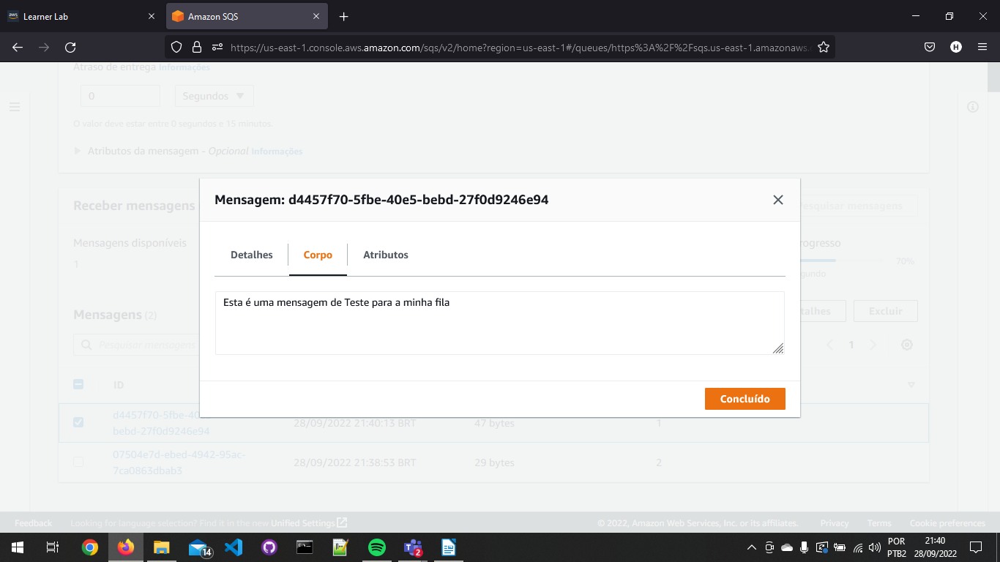 Learner Lab
Amazon SQS
https://us-east-1.console.aws.amazon.com/sqs/v2/home?region=us-east-1#/queues/https%3A%2F%2Fsqs.us-east-1.amazonaws.
Atraso de entrega Informações
0 Segundos
O valor deve estar entre 0 segundos e 15 minutos.
Atributos da mensagem - Opcional Informações
Mensagem: d4457f70-5fbe-40e5-bebd-27f0d9246e94
Receber mensagens
Pesquisar mensagens
Mensagens disponíveis
rogresso
1
70%
gundo
Detalhes Corpo Atributos
Esta é uma mensagem de Teste para a minha fila
Mensagens (2)
talhes Excluir
Pesquisar mensagens
1
ID
Concluído
d4457f70-5fbe-40
bebd-27f0d9246e94
28/09/2022 21:40:13 BRT 47 bytes 1
07504e7d-ebed-4942-95ac-
7ca0863dbab3
28/09/2022 21:38:53 BRT 29 bytes 2
Feedback Looking for language selection? Find it in the new Unified Settings © 2022, Amazon Web Services, Inc. or its affiliates. Privacy Terms Cookie preferences
14
2
POR
PTB2
21:40
28/09/2022